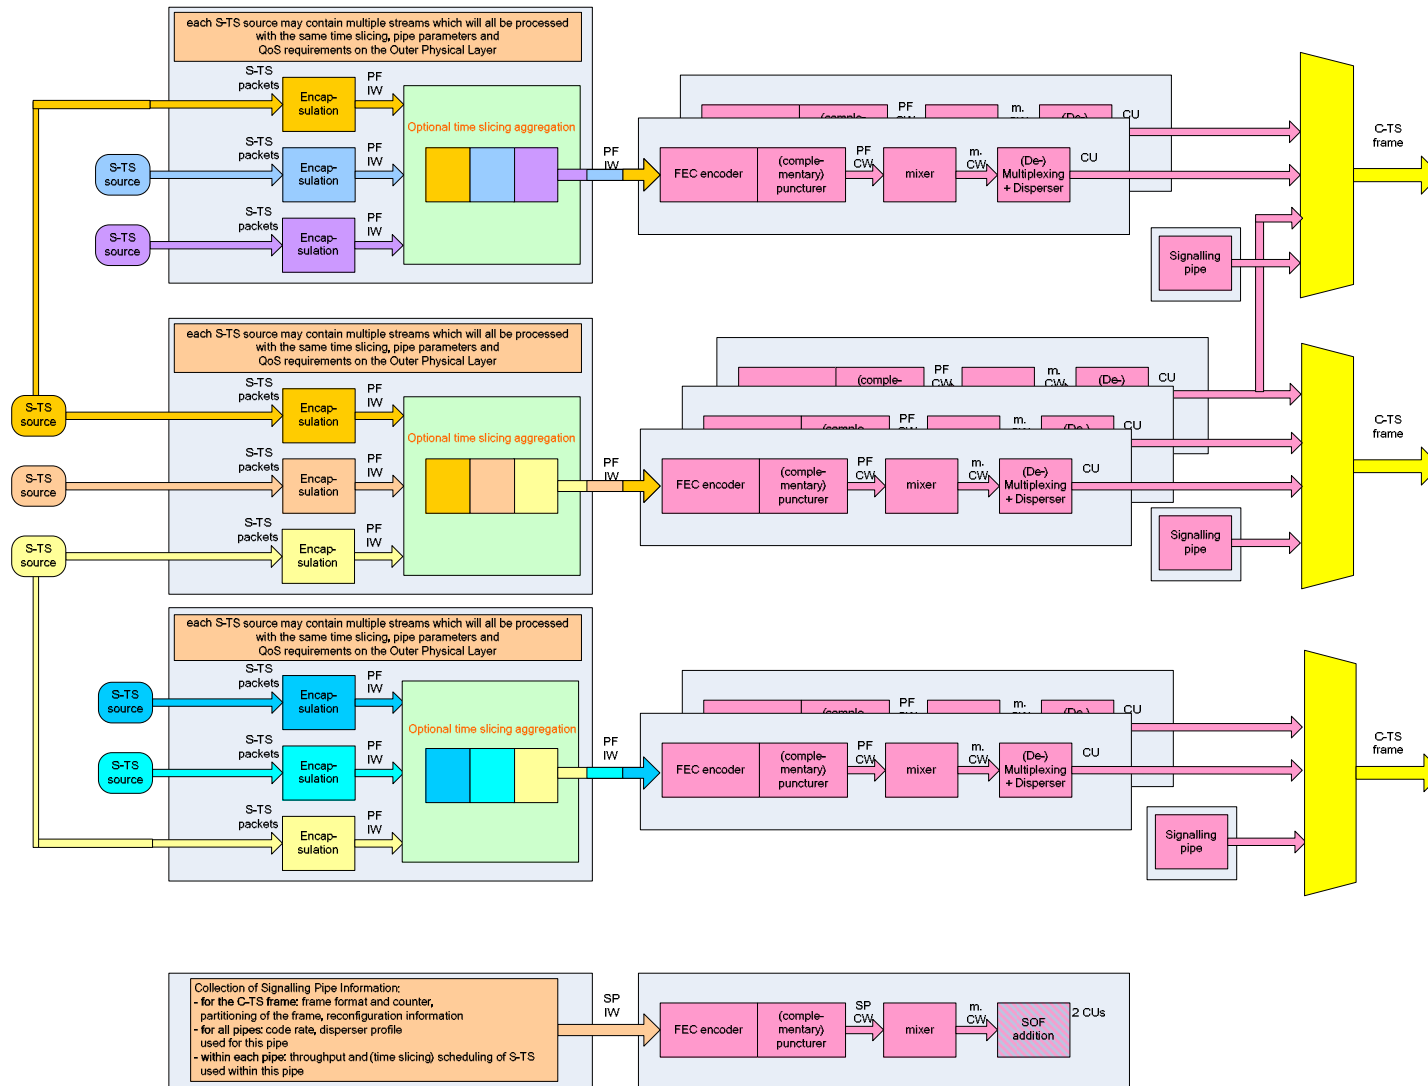 each S-TS source may contain multiple streams which will all be processed
with the same time slicing, pipe parameters and
QoS requirements on the Outer Physical Layer
S-TS
packets
Encap-
sulation
PF
IW
Optional time slicing aggregation
S-TS
source
S-TS
packets
Encap-
sulation
PF
IW
S-TS
source
S-TS
packets
Encap-
sulation
PF
IW
PF
IW
PF
m.
(De-)
CU
FEC encoder
(comple-
mentary)
puncturer
PF
CW
mixer
m.
CW
(De-)
Multiplexing
+ Disperser
CU
Signalling
pipe
C-TS
frame
each S-TS source may contain multiple streams which will all be processed
with the same time slicing, pipe parameters and
QoS requirements on the Outer Physical Layer
S-TS
source
S-TS
packets
Encap-
sulation
PF
IW
Optional time slicing aggregation
S-TS
source
S-TS
packets
Encap-
sulation
PF
IW
S-TS
source
S-TS
packets
Encap-
sulation
PF
IW
PF
IW
(comple-
PF
CW
m.
CW
(De-)
CU
PF
m.
CU
FEC encoder
(comple-
mentary)
puncturer
PF
CW
mixer
m.
CW
(De-)
Multiplexing
+ Disperser
CU
Signalling
pipe
C-TS
frame
each S-TS source may contain multiple streams which will all be processed
with the same time slicing, pipe parameters and
QoS requirements on the Outer Physical Layer
S-TS
source
S-TS
packets
Encap-
sulation
PF
IW
Optional time slicing aggregation
S-TS
source
S-TS
packets
Encap-
sulation
PF
IW
S-TS
packets
Encap-
sulation
PF
IW
PF
IW
PF
m.
CU
FEC encoder
(comple-
mentary)
puncturer
PF
CW
mixer
m.
CW
(De-)
Multiplexing
+ Disperser
CU
Signalling
pipe
C-TS
frame
Collection of Signalling Pipe Information:
- for the C-TS frame: frame format and counter,
partitioning of the frame, reconfiguration information
- for all pipes: code rate, disperser profile
used for this pipe
- within each pipe: throughput and (time slicing) scheduling of S-TS
used within this pipe
SP
IW
FEC encoder
(comple-
mentary)
puncturer
SP
CW
mixer
m.
CW
SOF
addition
2 CUs